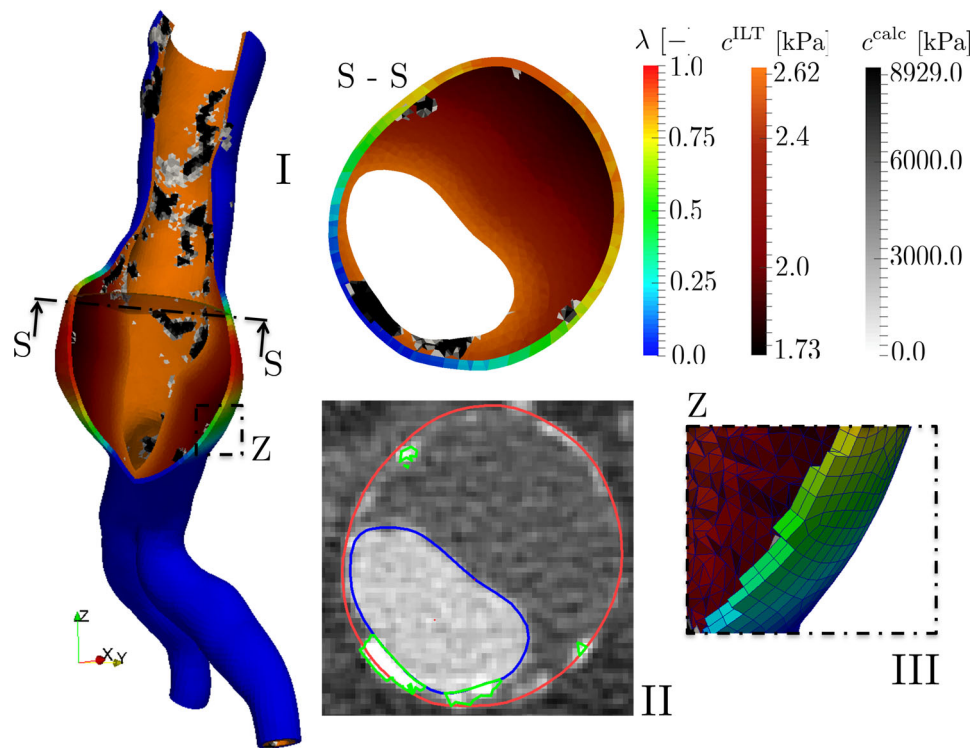 S - S
λ [−]
c^ILT [kPa]
c^calc [kPa]
1.0
0.75
0.5
0.25
0.0
2.62
2.4
2.0
1.73
8929.0
6000.0
3000.0
0.0
I
S
S
Z
Z
X
Y
II
Z
III